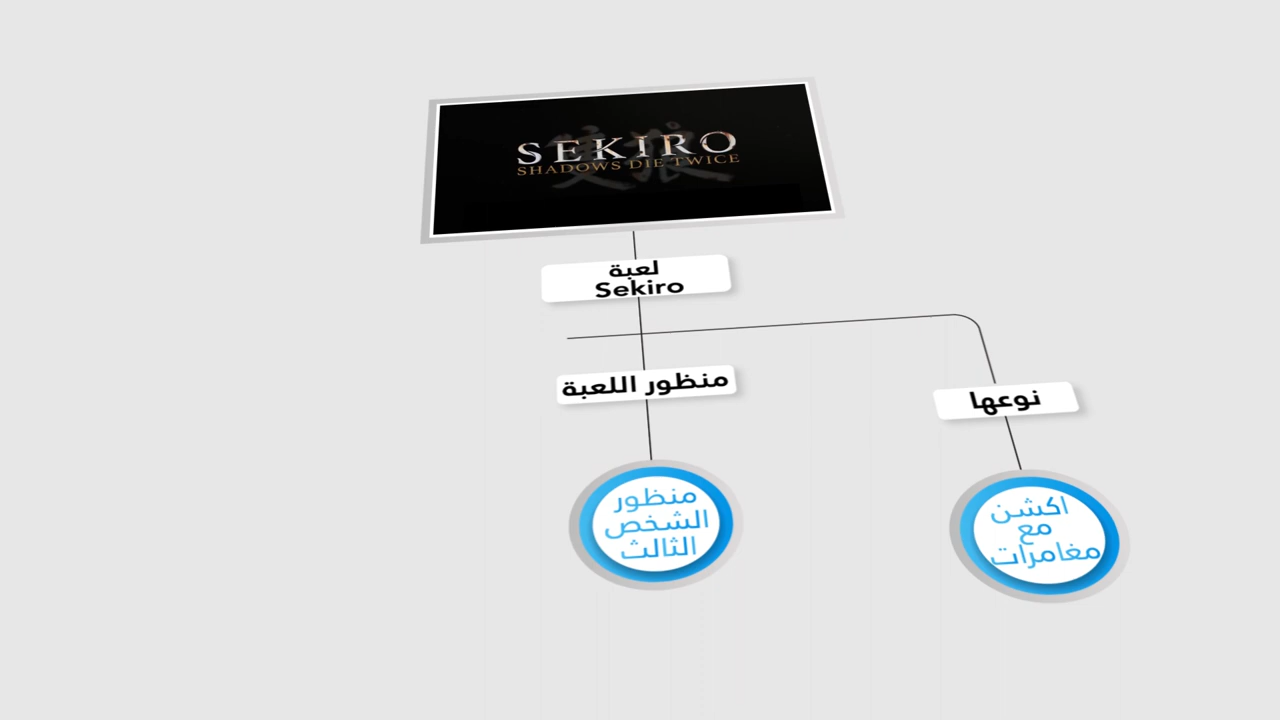 SEKIRO
SHADOWS DIE TWICE
لعبة
Sekiro
منظور اللعبة
نوعها
منظور
الشخص
الثالث
اكشن
مع
مغامرات